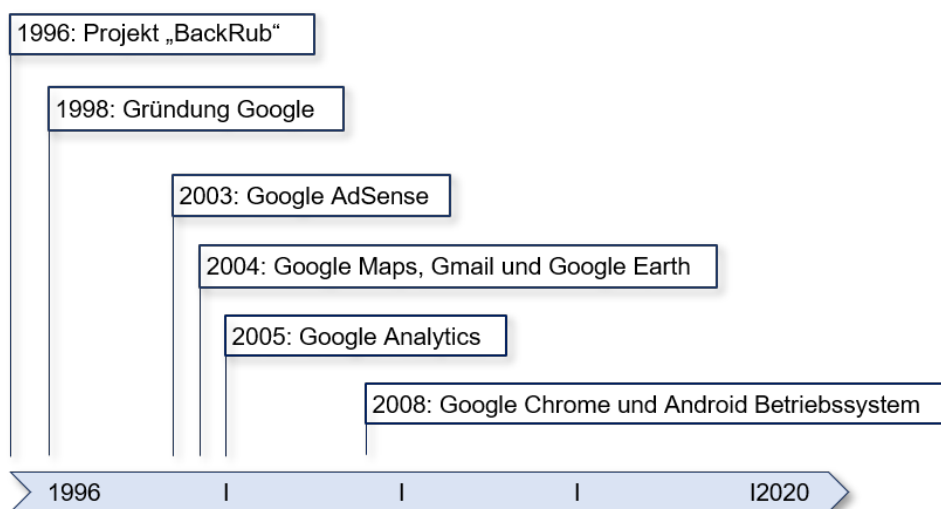 1996: Projekt „BackRub“
1998: Gründung Google
2003: Google AdSense
2004: Google Maps, Gmail und Google Earth
2005: Google Analytics
2008: Google Chrome und Android Betriebssystem
1996 I I I I2020